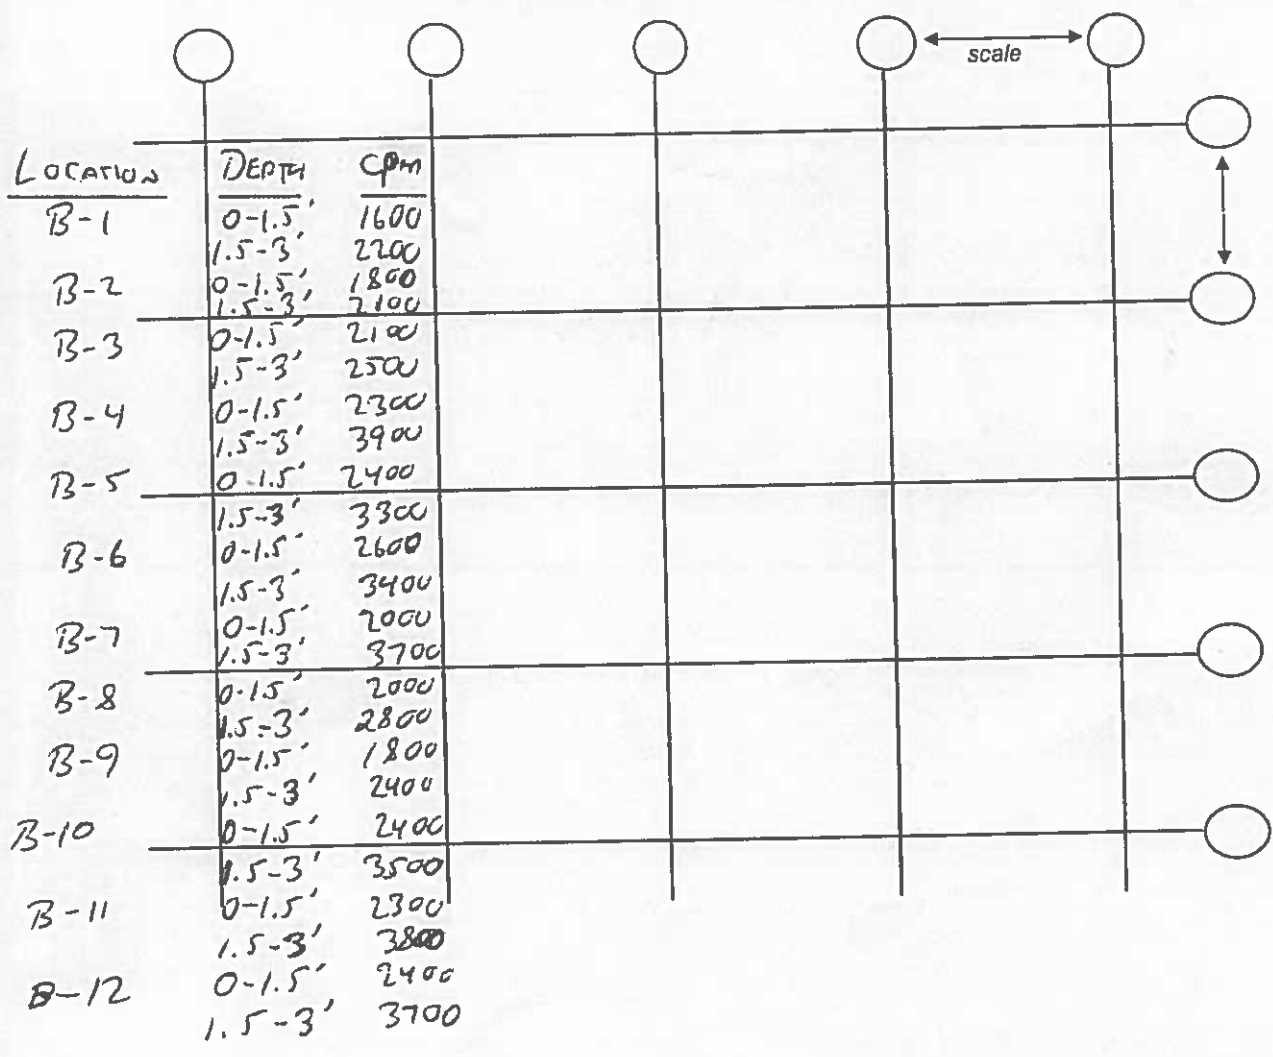 scale
LOCATION DEPTH CPM
B-1 0-1.5' 1600
1.5-3' 2200
B-2 0-1.5' 1800
1.5-3' 2100
B-3 0-1.5' 2100
1.5-3' 2500
B-4 0-1.5' 2300
1.5-3' 3900
B-5 0-1.5' 2400
1.5-3' 3300
B-6 0-1.5' 2600
1.5-3' 3400
B-7 0-1.5' 2000
1.5-3' 3700
B-8 0-1.5' 2000
1.5-3' 2800
B-9 0-1.5' 1800
1.5-3' 2400
B-10 0-1.5' 2400
1.5-3' 3500
B-11 0-1.5' 2300
1.5-3' 3800
B-12 0-1.5' 2400
1.5-3' 3700